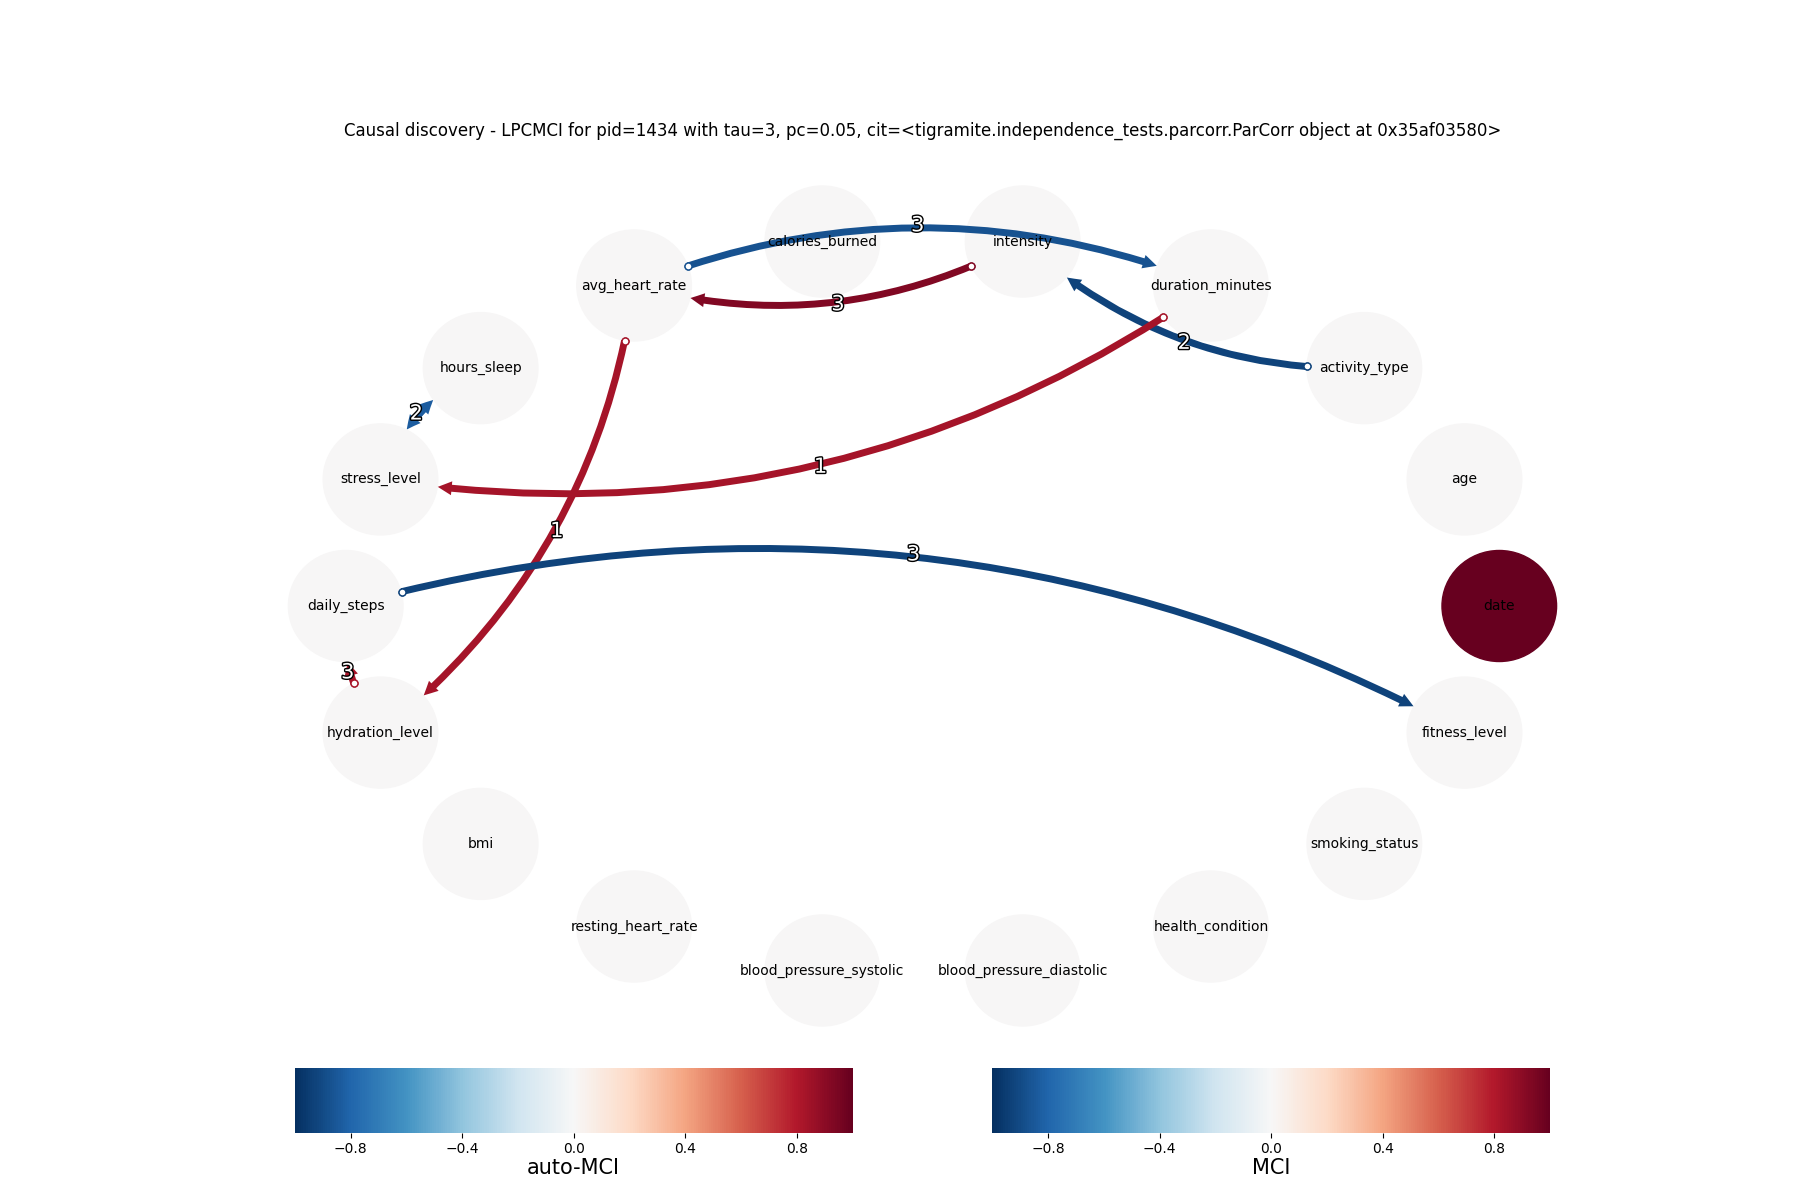 Causal discovery - LPCMCI for pid=1434 with tau=3, pc=0.05, cit=<tigramite.independence_tests.parcorr.ParCorr object at 0x35af03580>
3
calories_burned
intensity
avg_heart_rate
duration_minutes
3
2
hours_sleep
activity_type
2
1
stress_level
age
1
3
daily_steps
date
3
hydration_level
fitness_level
bmi
smoking_status
resting_heart_rate
health_condition
blood_pressure_systolic
blood_pressure_diastolic
−0.8 −0.4 0.0 0.4 0.8
auto-MCI
−0.8 −0.4 0.0 0.4 0.8
MCI